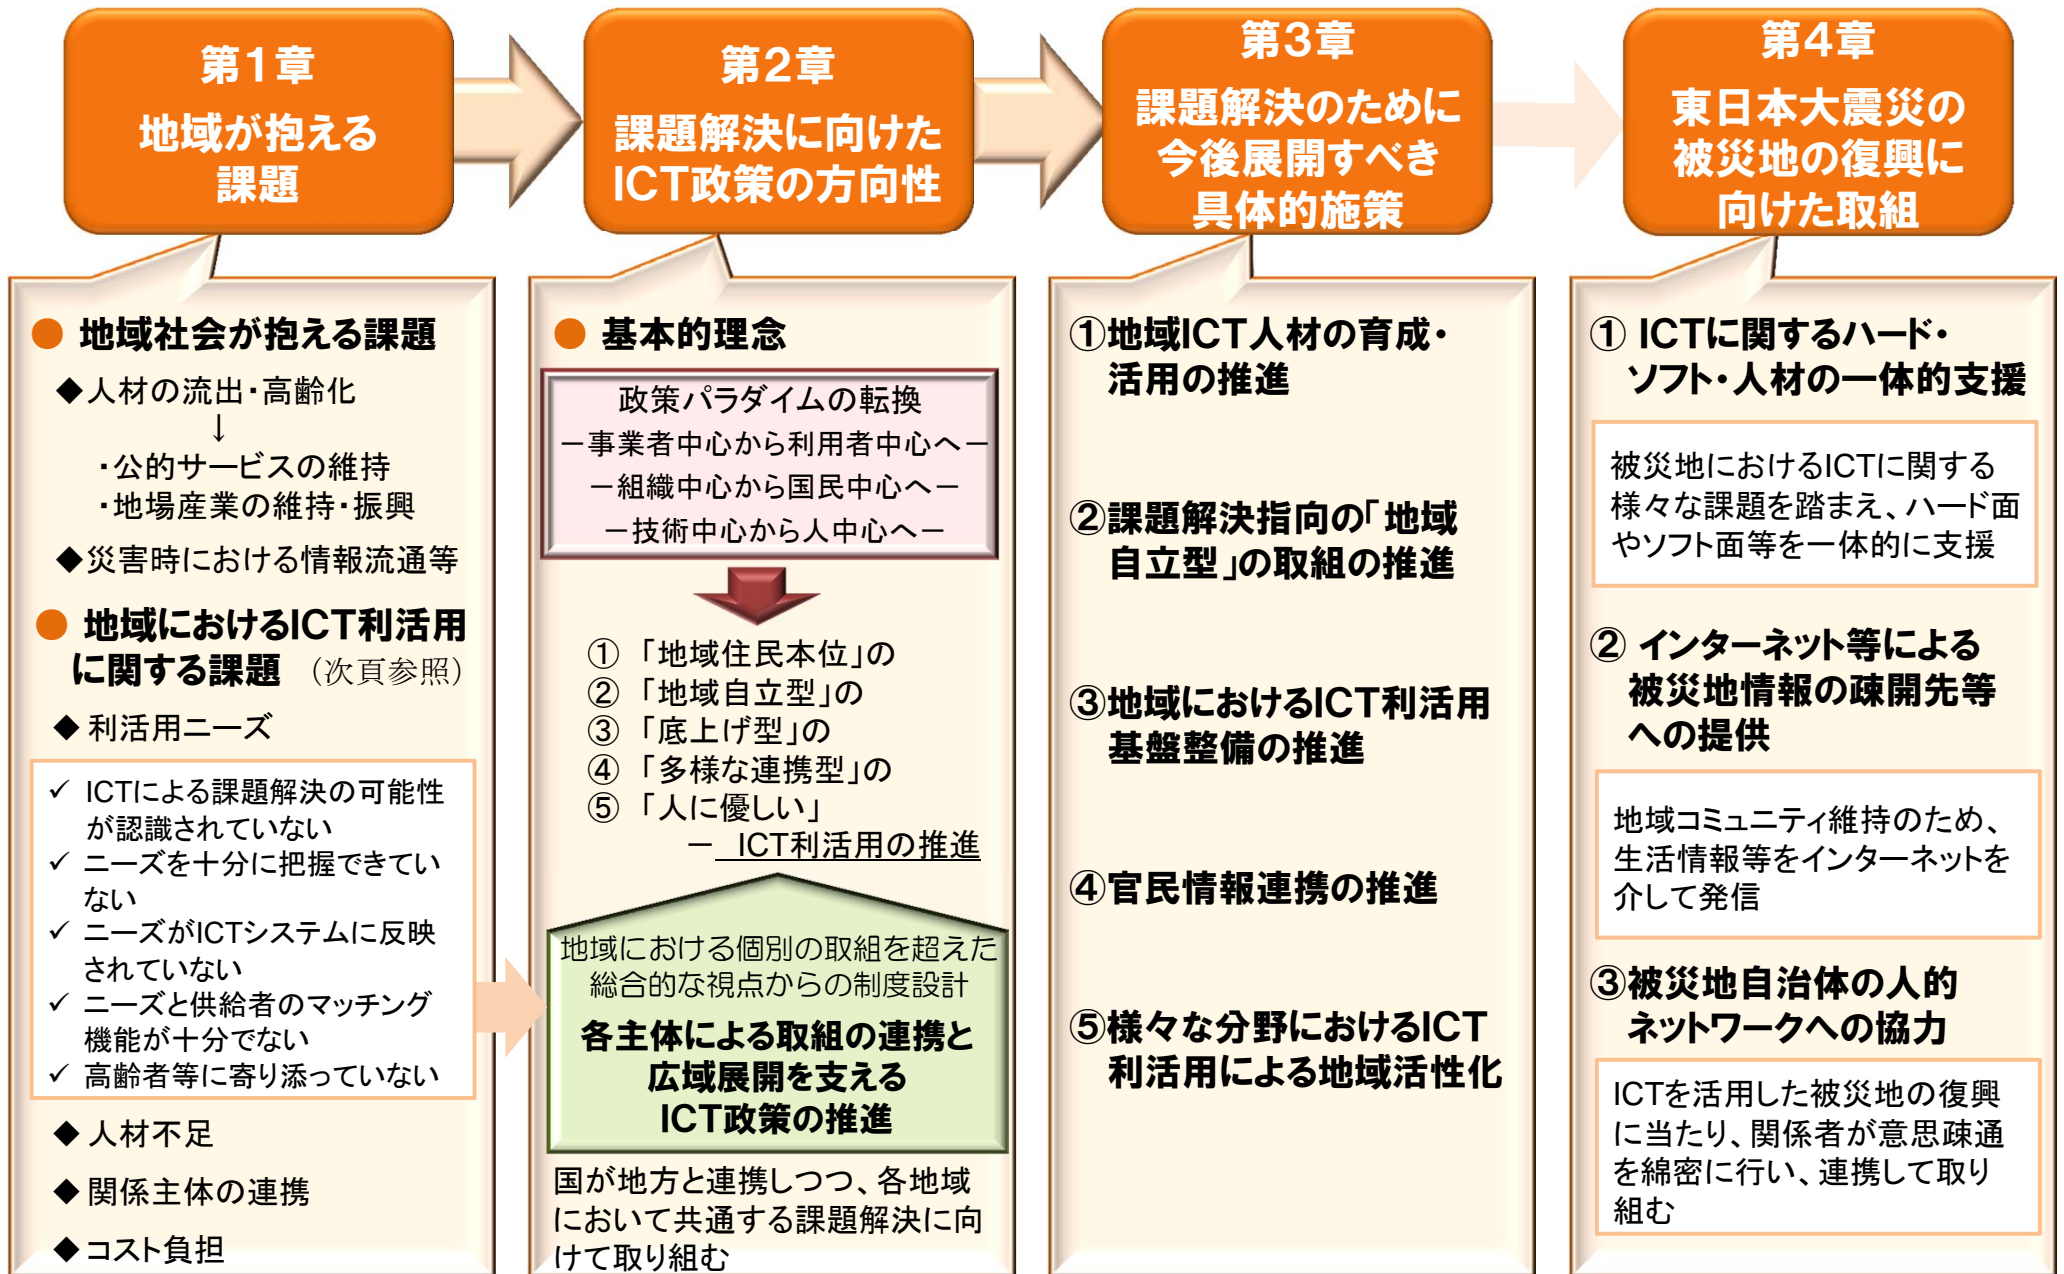 第1章
地域が抱える
課題
第2章
課題解決に向けた
ICT政策の方向性
第3章
課題解決のために
今後展開すべき
具体的施策
第4章
東日本大震災の
被災地の復興に
向けた取組
● 地域社会が抱える課題
◆人材の流出・高齢化
↓
・公的サービスの維持
・地場産業の維持・振興
◆災害時における情報流通等
● 地域におけるICT利活用
に関する課題 (次頁参照)
◆ 利活用ニーズ
✓ ICTによる課題解決の可能性
が認識されていない
✓ ニーズを十分に把握できてい
ない
✓ ニーズがICTシステムに反映
されていない
✓ ニーズと供給者のマッチング
機能が十分でない
✓ 高齢者等に寄り添っていない
◆ 人材不足
◆ 関係主体の連携
◆ コスト負担
● 基本的理念
政策パラダイムの転換
－事業者中心から利用者中心へ－
－組織中心から国民中心へ－
－技術中心から人中心へ－
① 「地域住民本位」の
② 「地域自立型」の
③ 「底上げ型」の
④ 「多様な連携型」の
⑤ 「人に優しい」
－ ICT利活用の推進
地域における個別の取組を超えた
総合的な視点からの制度設計
各主体による取組の連携と
広域展開を支える
ICT政策の推進
国が地方と連携しつつ、各地域
において共通する課題解決に向
けて取り組む
①地域ICT人材の育成・
活用の推進
②課題解決指向の「地域
自立型」の取組の推進
③地域におけるICT利活用
基盤整備の推進
④官民情報連携の推進
⑤様々な分野におけるICT
利活用による地域活性化
① ICTに関するハード・
ソフト・人材の一体的支援
被災地におけるICTに関する
様々な課題を踏まえ、ハード面
やソフト面等を一体的に支援
② インターネット等による
被災地情報の疎開先等
への提供
地域コミュニティ維持のため、
生活情報等をインターネットを
介して発信
③被災地自治体の人的
ネットワークへの協力
ICTを活用した被災地の復興
に当たり、関係者が意思疎通
を綿密に行い、連携して取り
組む